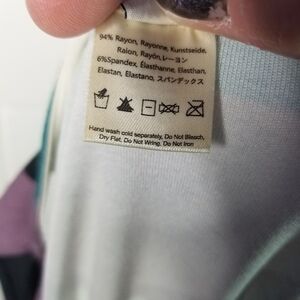 94% Rayon, Rayonne, Kunstseide,
Raion, Rayón, レーヨン
6%Spandex, Élasthanne, Elasthan,
Elastan, Elastano, スパンデックス
Hand wash cold separately, Do Not Bleach,
Dry Flat, Do Not Wring, Do Not Iron